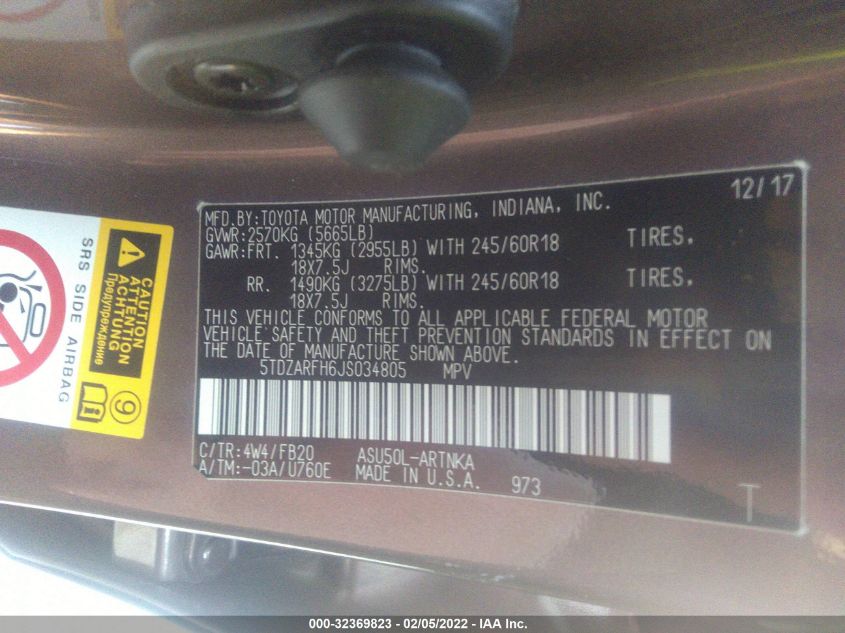 12/17
MFD.BY:TOYOTA MOTOR MANUFACTURING, INDIANA, INC.
GVWR:2570KG (5665LB)
GAWR:FRT. 1345KG (2955LB) WITH 245/60R18 TIRES,
18X7.5J RIMS.
RR. 1490KG (3275LB) WITH 245/60R18 TIRES,
18X7.5J RIMS.
THIS VEHICLE CONFORMS TO ALL APPLICABLE FEDERAL MOTOR
VEHICLE SAFETY AND THEFT PREVENTION STANDARDS IN EFFECT ON
THE DATE OF MANUFACTURE SHOWN ABOVE.
5TDZARFH6JS034805 MPV
C/TR:4W4/FB20 ASU50L-ARTNKA
A/TM:-03A/U760E MADE IN U.S.A. 973
T
SRS SIDE AIRBAG
CAUTION
ATTENTION
ACHTUNG
Предупреждение
9
000-32369823 - 02/05/2022 - IAA Inc.